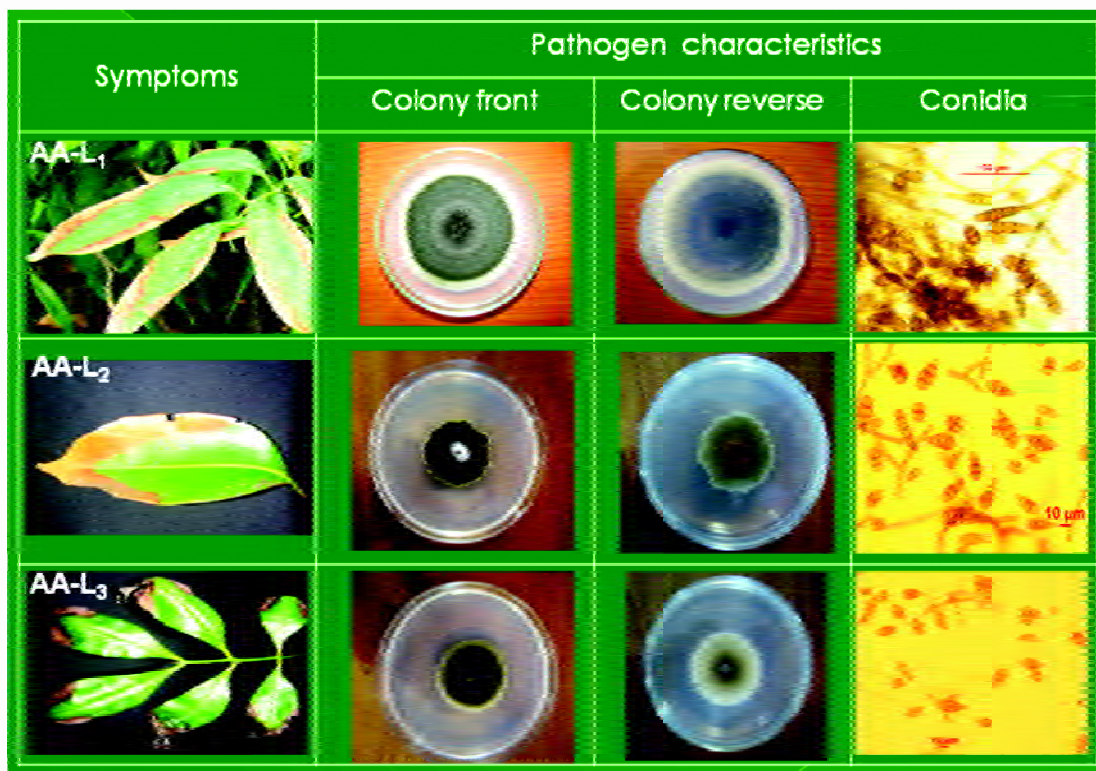 Symptoms
Pathogen characteristics
Colony front
Colony reverse
Conidia
AA-L₁
AA-L₂
10 µm
AA-L₃